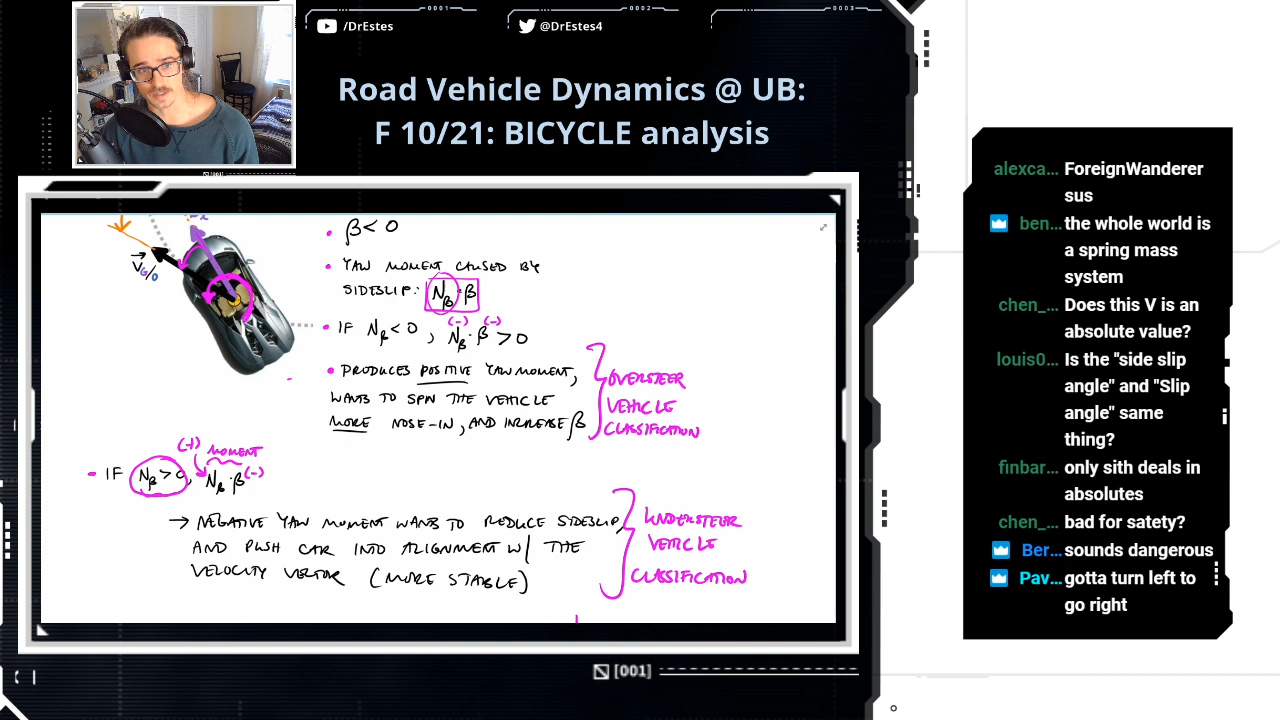 0001
0002
0003
/DrEstes
@DrEstes4
Road Vehicle Dynamics @ UB:
F 10/21: BICYCLE analysis
[001]
V G/O
• β < 0
• YAW MOMENT CAUSED BY
SIDESLIP: Nβ · β
(-) (-)
• IF Nβ < 0 , Nβ · β > 0
• PRODUCES POSITIVE YAW MOMENT,
WANTS TO SPIN THE VEHICLE
MORE NOSE-IN, AND INCREASE β
OVERSTEER
VEHICLE
CLASSIFICATION
(+) MOMENT
- IF Nβ > 0, Nβ · β (-)
→ NEGATIVE YAW MOMENT WANTS TO REDUCE SIDESLIP,
AND PUSH CAR INTO ALIGNMENT W/ THE
VELOCITY VECTOR (MORE STABLE)
UNDERSTEER
VEHICLE
CLASSIFICATION
[001]
alexca... ForeignWanderer
sus
ben... the whole world is
a spring mass
system
chen_... Does this V is an
absolute value?
louis0... Is the "side slip
angle" and "Slip
angle" same
thing?
finbar... only sith deals in
absolutes
chen_... bad for satety?
Ber... sounds dangerous
Pav... gotta turn left to
go right